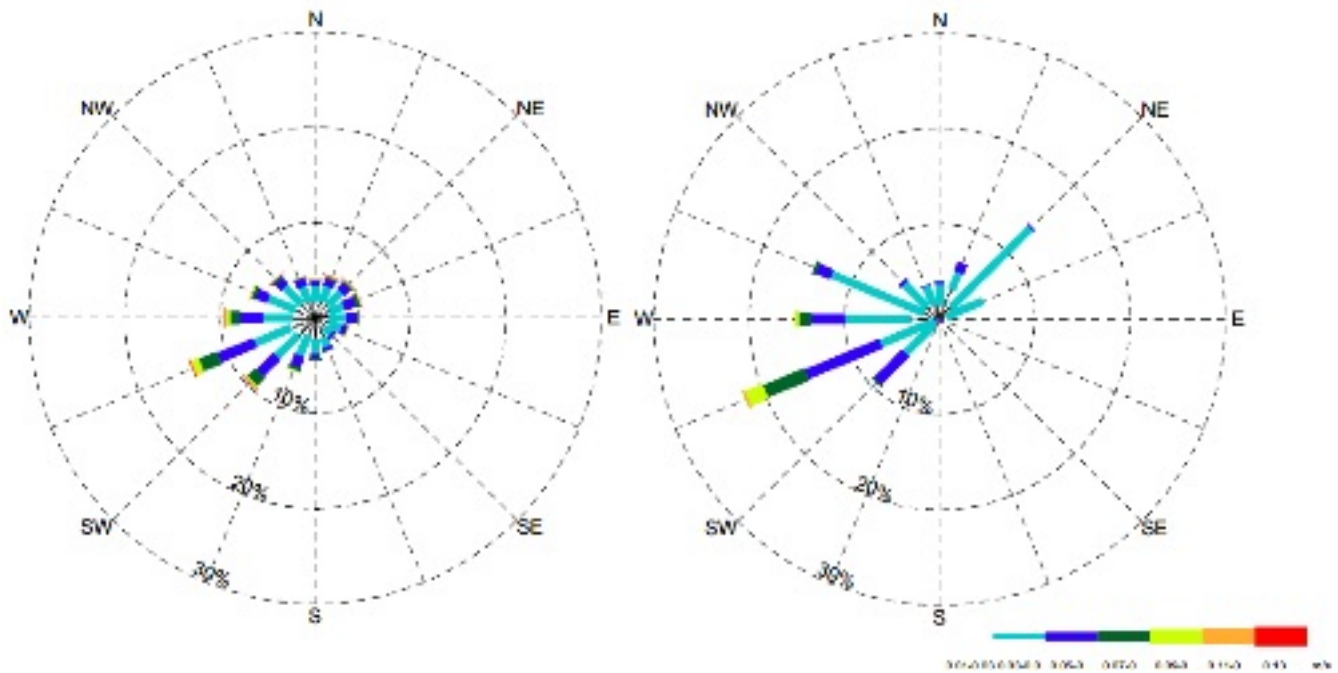 N N
NW NE NW NE
W E W E
10% 10%
20% 20%
SW SE SW SE
30% 30%
S S